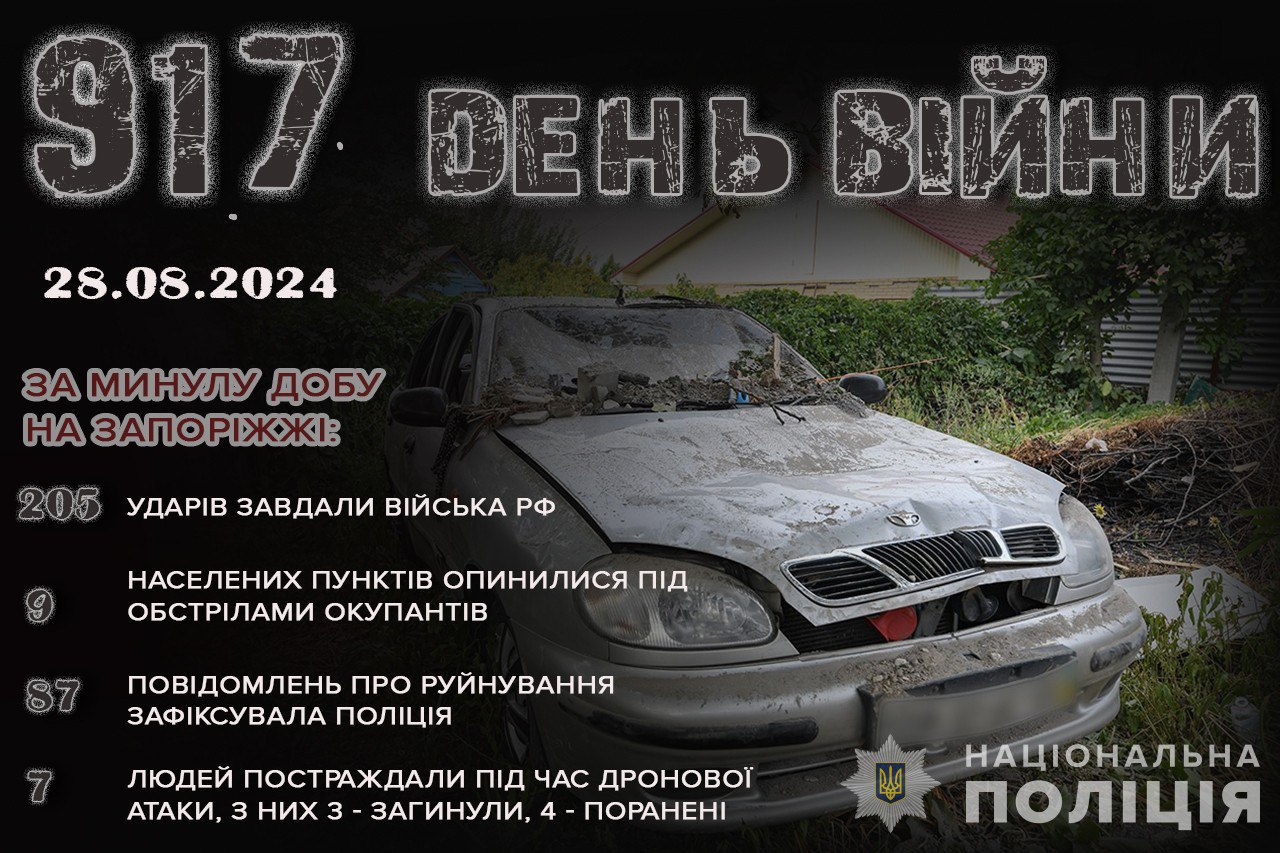 917 ДЕНЬ ВІЙНИ
28.08.2024
ЗА МИНУЛУ ДОБУ
НА ЗАПОРІЖЖІ:
205 УДАРІВ ЗАВДАЛИ ВІЙСЬКА РФ
9 НАСЕЛЕНИХ ПУНКТІВ ОПИНИЛИСЯ ПІД
ОБСТРІЛАМИ ОКУПАНТІВ
87 ПОВІДОМЛЕНЬ ПРО РУЙНУВАННЯ
ЗАФІКСУВАЛА ПОЛІЦІЯ
7 ЛЮДЕЙ ПОСТРАЖДАЛИ ПІД ЧАС ДРОНОВОЇ
АТАКИ, З НИХ 3 - ЗАГИНУЛИ, 4 - ПОРАНЕНІ
НАЦІОНАЛЬНА
ПОЛІЦІЯ